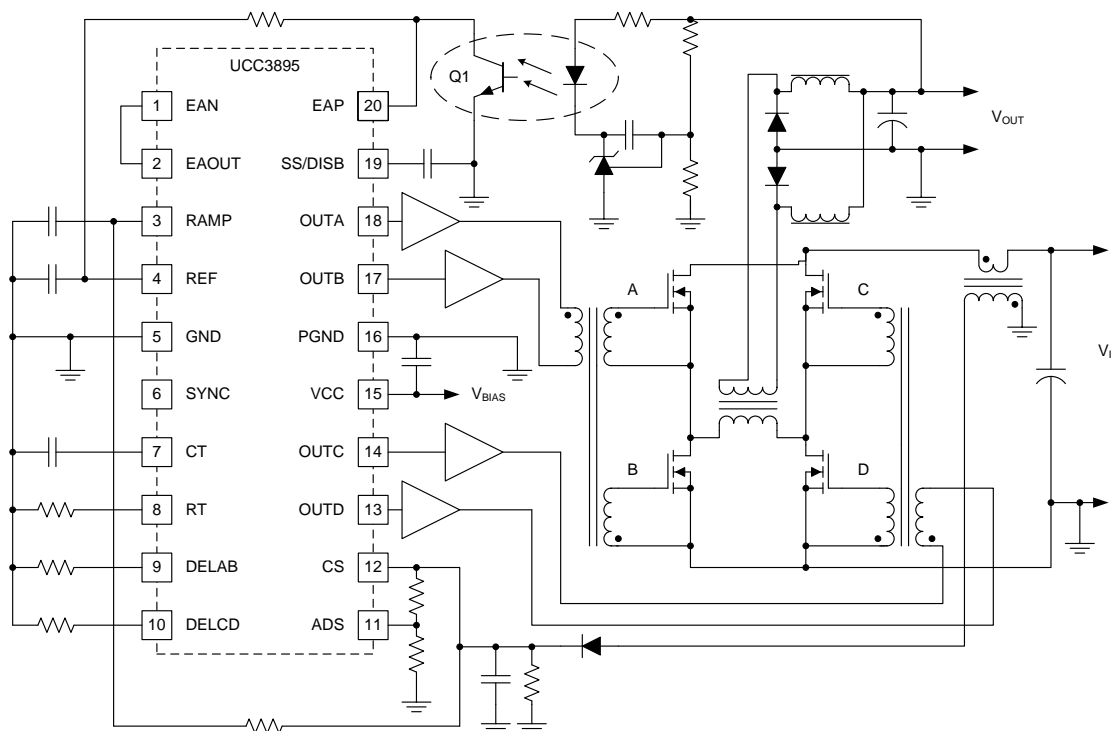 UCC3895
Q1
1 EAN
EAP 20
2 EAOUT
SS/DISB 19
3 RAMP
OUTA 18
4 REF
OUTB 17
5 GND
PGND 16
6 SYNC
VCC 15
7 CT
OUTC 14
8 RT
OUTD 13
9 DELAB
CS 12
10 DELCD
ADS 11
VBIAS
A
B
C
D
VOUT